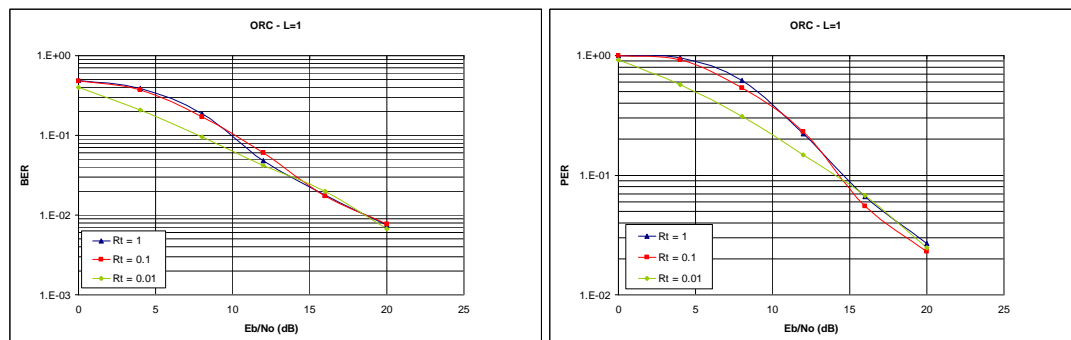 ORC - L=1
1.E+00
1.E-01
1.E-02
1.E-03
BER
0 5 10 15 20 25
Eb/No (dB)
Rt = 1
Rt = 0.1
Rt = 0.01
ORC - L=1
1.E+00
1.E-01
1.E-02
PER
0 5 10 15 20 25
Eb/No (dB)
Rt = 1
Rt = 0.1
Rt = 0.01